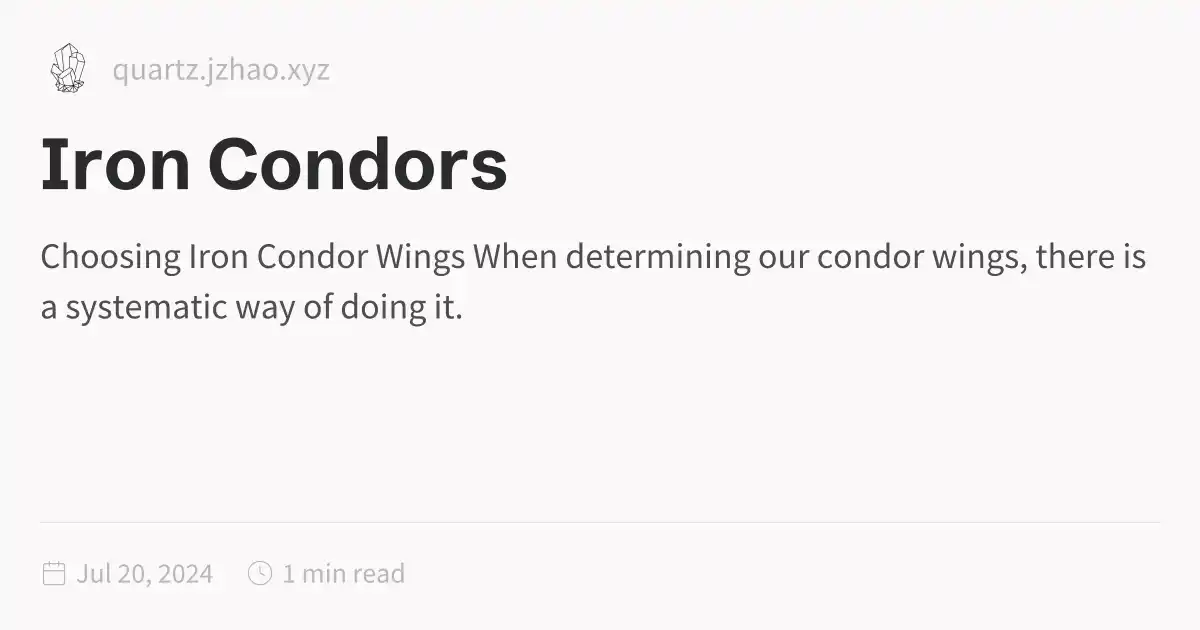 quartz.jzhao.xyz
Iron Condors
Choosing Iron Condor Wings When determining our condor wings, there is
a systematic way of doing it.
Jul 20, 2024
1 min read